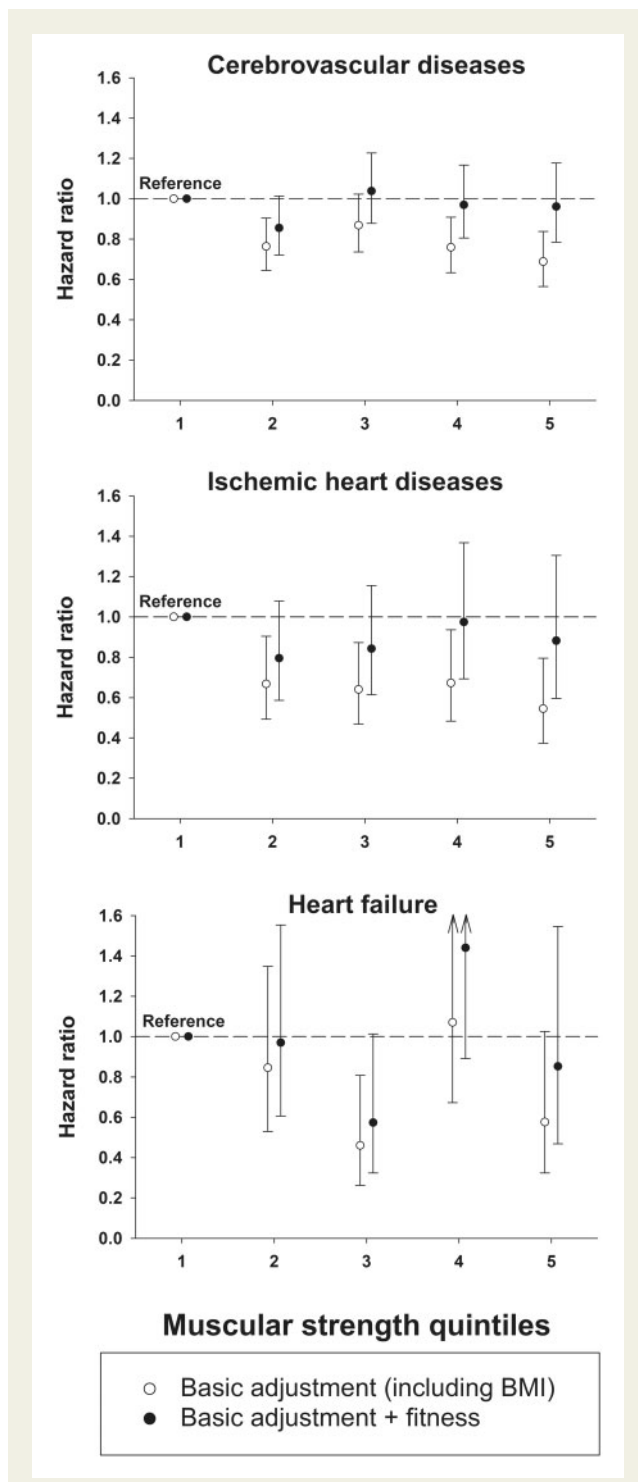 Cerebrovascular diseases
1.6
1.4
1.2
Reference
1.0
0.8
0.6
0.4
0.2
0.0
Hazard ratio
1 2 3 4 5
Ischemic heart diseases
1.6
1.4
1.2
Reference
1.0
0.8
0.6
0.4
0.2
0.0
Hazard ratio
1 2 3 4 5
Heart failure
1.6
1.4
1.2
Reference
1.0
0.8
0.6
0.4
0.2
0.0
Hazard ratio
1 2 3 4 5
Muscular strength quintiles
Basic adjustment (including BMI)
Basic adjustment + fitness